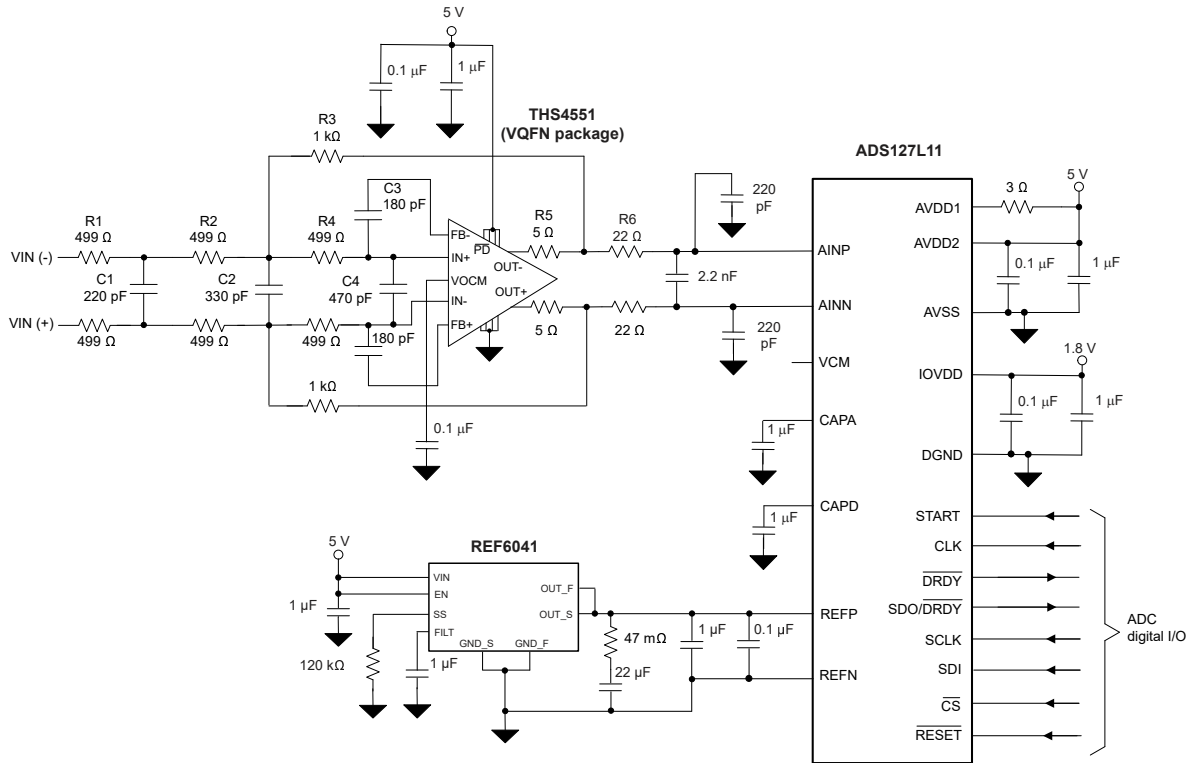 5 V
0.1 μF
1 μF
THS4551
(VQFN package)
R3
1 kΩ
C3
180 pF
R1
499 Ω
R2
499 Ω
R4
499 Ω
R5
5 Ω
R6
22 Ω
VIN (-)
C1
220 pF
C2
330 pF
C4
470 pF
FB-
IN+
VOCM
IN-
FB+
PD
OUT-
OUT+
VIN (+)
499 Ω
499 Ω
499 Ω
180 pF
5 Ω
22 Ω
1 kΩ
0.1 μF
220
pF
2.2 nF
220
pF
ADS127L11
AINP
AINN
VCM
CAPA
1 μF
CAPD
1 μF
REFP
REFN
AVDD1
AVDD2
AVSS
IOVDD
DGND
START
CLK
DRDY
SDO/DRDY
SCLK
SDI
CS
RESET
3 Ω
5 V
0.1 μF
1 μF
1.8 V
0.1 μF
1 μF
ADC
digital I/O
REF6041
5 V
1 μF
VIN
EN
SS
FILT
GND_S
GND_F
OUT_F
OUT_S
120 kΩ
1 μF
47 mΩ
22 μF
1 μF
0.1 μF